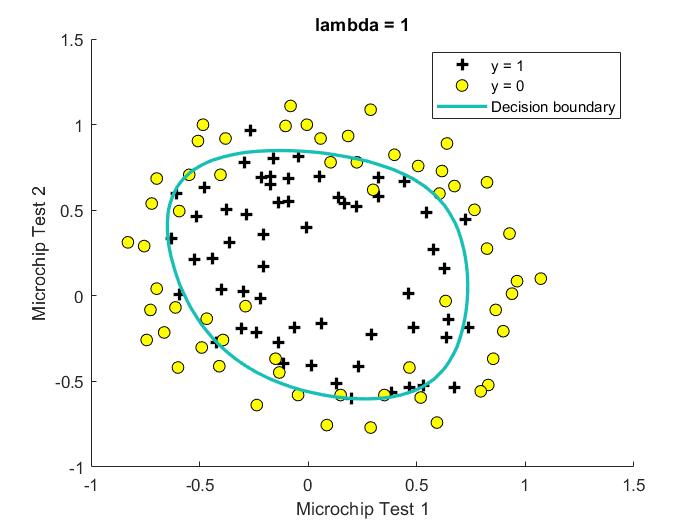 lambda = 1
y = 1
y = 0
Decision boundary
1.5
1
0.5
0
-0.5
-1
Microchip Test 2
-1
-0.5
0
0.5
1
1.5
Microchip Test 1